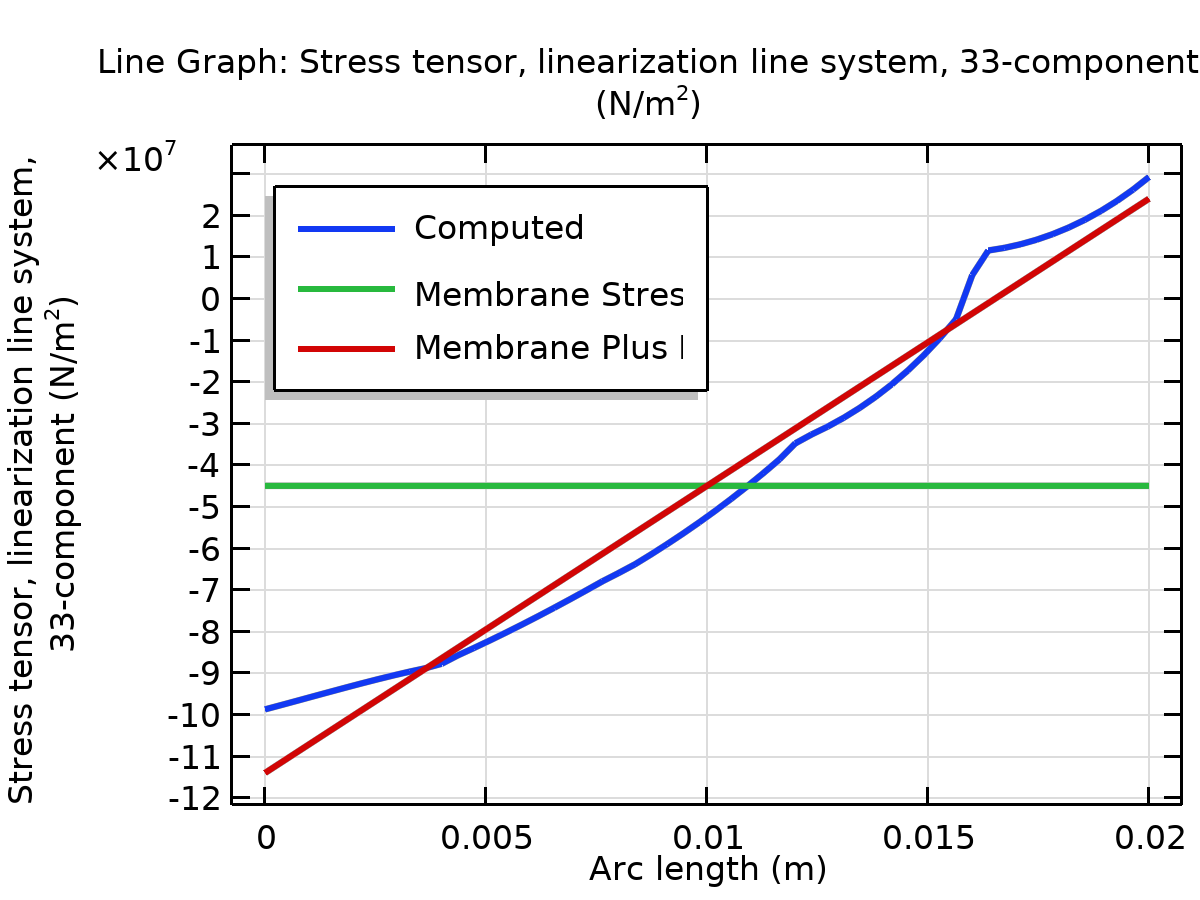 Line Graph: Stress tensor, linearization line system, 33-component
(N/m²)
×10⁷
Stress tensor, linearization line system,
33-component (N/m²)
Computed
Membrane Stres
Membrane Plus
2
1
0
-1
-2
-3
-4
-5
-6
-7
-8
-9
-10
-11
-12
0 0.005 0.01 0.015 0.02
Arc length (m)